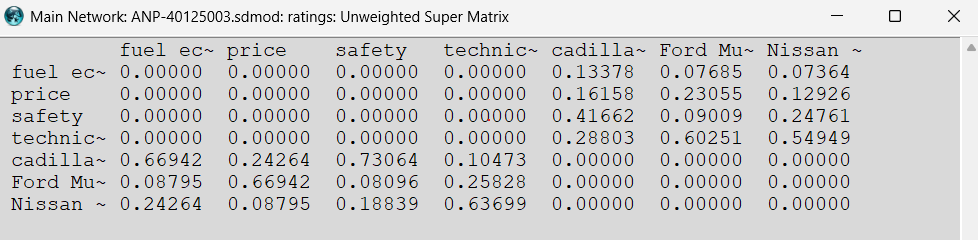 Main Network: ANP-40125003.sdmod: ratings: Unweighted Super Matrix
fuel ec~ price safety technic~ cadilla~ Ford Mu~ Nissan ~
fuel ec~ 0.00000 0.00000 0.00000 0.00000 0.13378 0.07685 0.07364
price 0.00000 0.00000 0.00000 0.00000 0.16158 0.23055 0.12926
safety 0.00000 0.00000 0.00000 0.00000 0.41662 0.09009 0.24761
technic~ 0.00000 0.00000 0.00000 0.00000 0.28803 0.60251 0.54949
cadilla~ 0.66942 0.24264 0.73064 0.10473 0.00000 0.00000 0.00000
Ford Mu~ 0.08795 0.66942 0.08096 0.25828 0.00000 0.00000 0.00000
Nissan ~ 0.24264 0.08795 0.18839 0.63699 0.00000 0.00000 0.00000